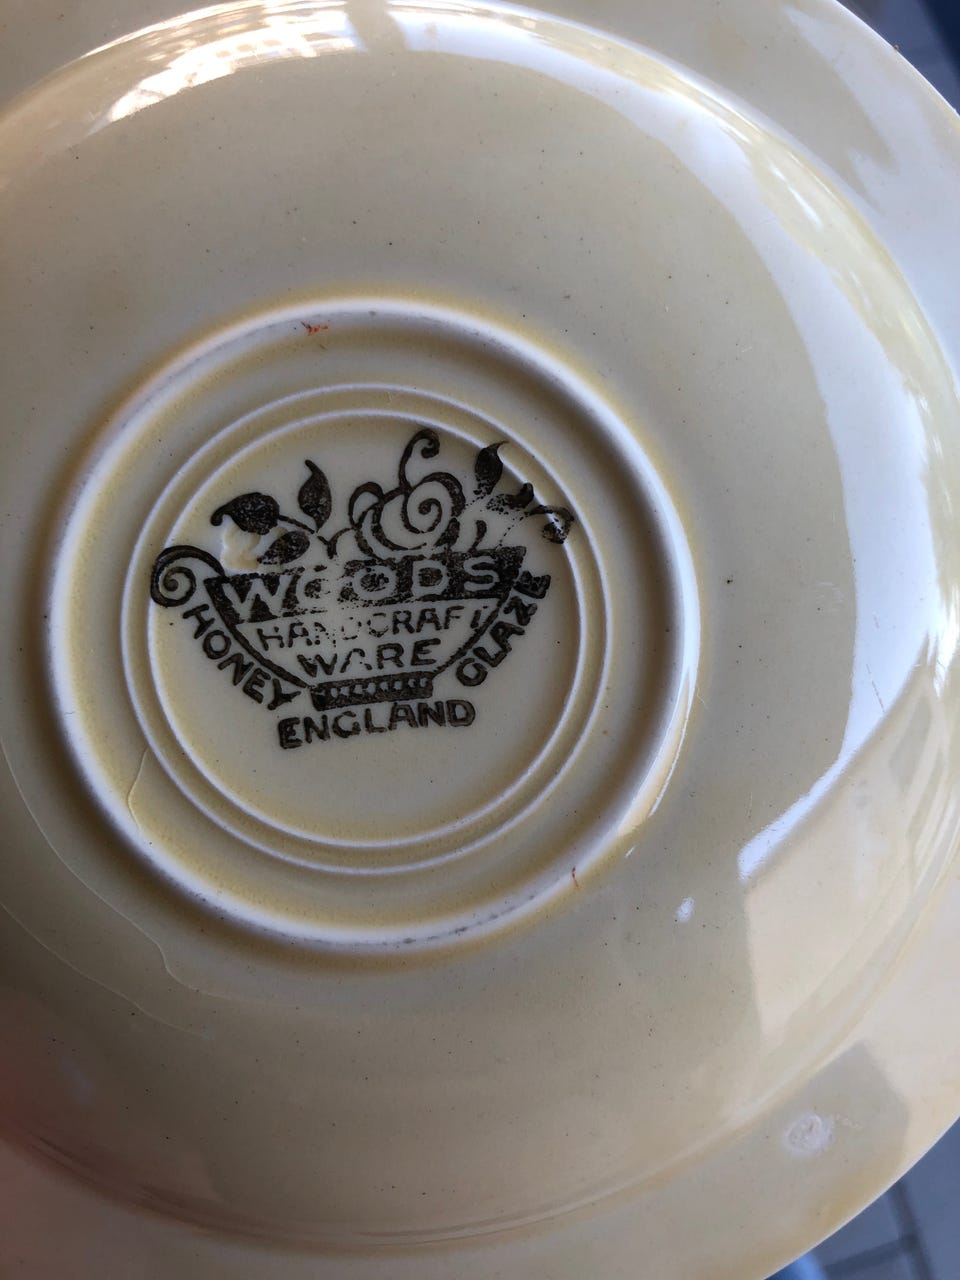 WOODS
HANDCRAFT
WARE
HONEY GLAZE
ENGLAND